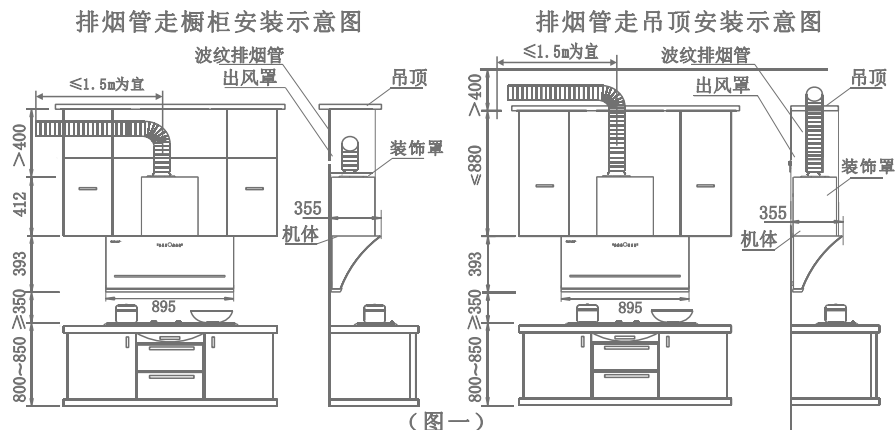 排烟管走橱柜安装示意图
波纹排烟管
≤1.5m为宜
出风罩
吊顶
>400
装饰罩
412
355
机体
393
895
≥350
800~850
排烟管走吊顶安装示意图
≤1.5m为宜
波纹排烟管
出风罩
吊顶
>400
≤880
装饰罩
355
机体
393
895
≥350
800~850
(图一)